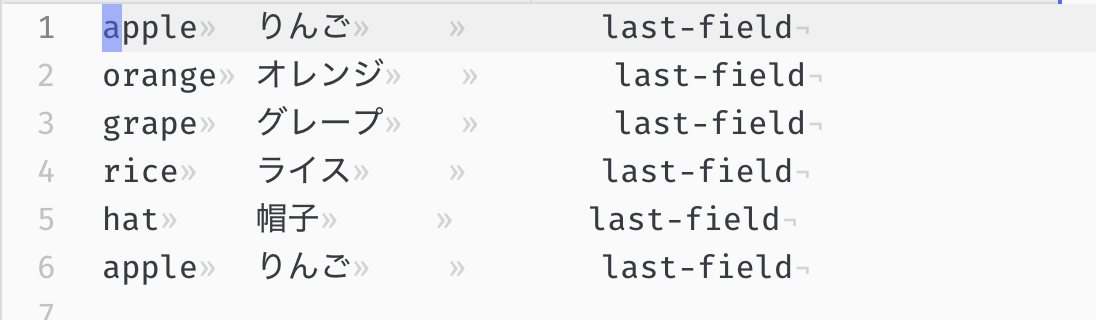 1 apple» りんご» » last-field¬
2 orange» オレンジ» » last-field¬
3 grape» グレープ» » last-field¬
4 rice» ライス» » last-field¬
5 hat» 帽子» » last-field¬
6 apple» りんご» » last-field¬
7